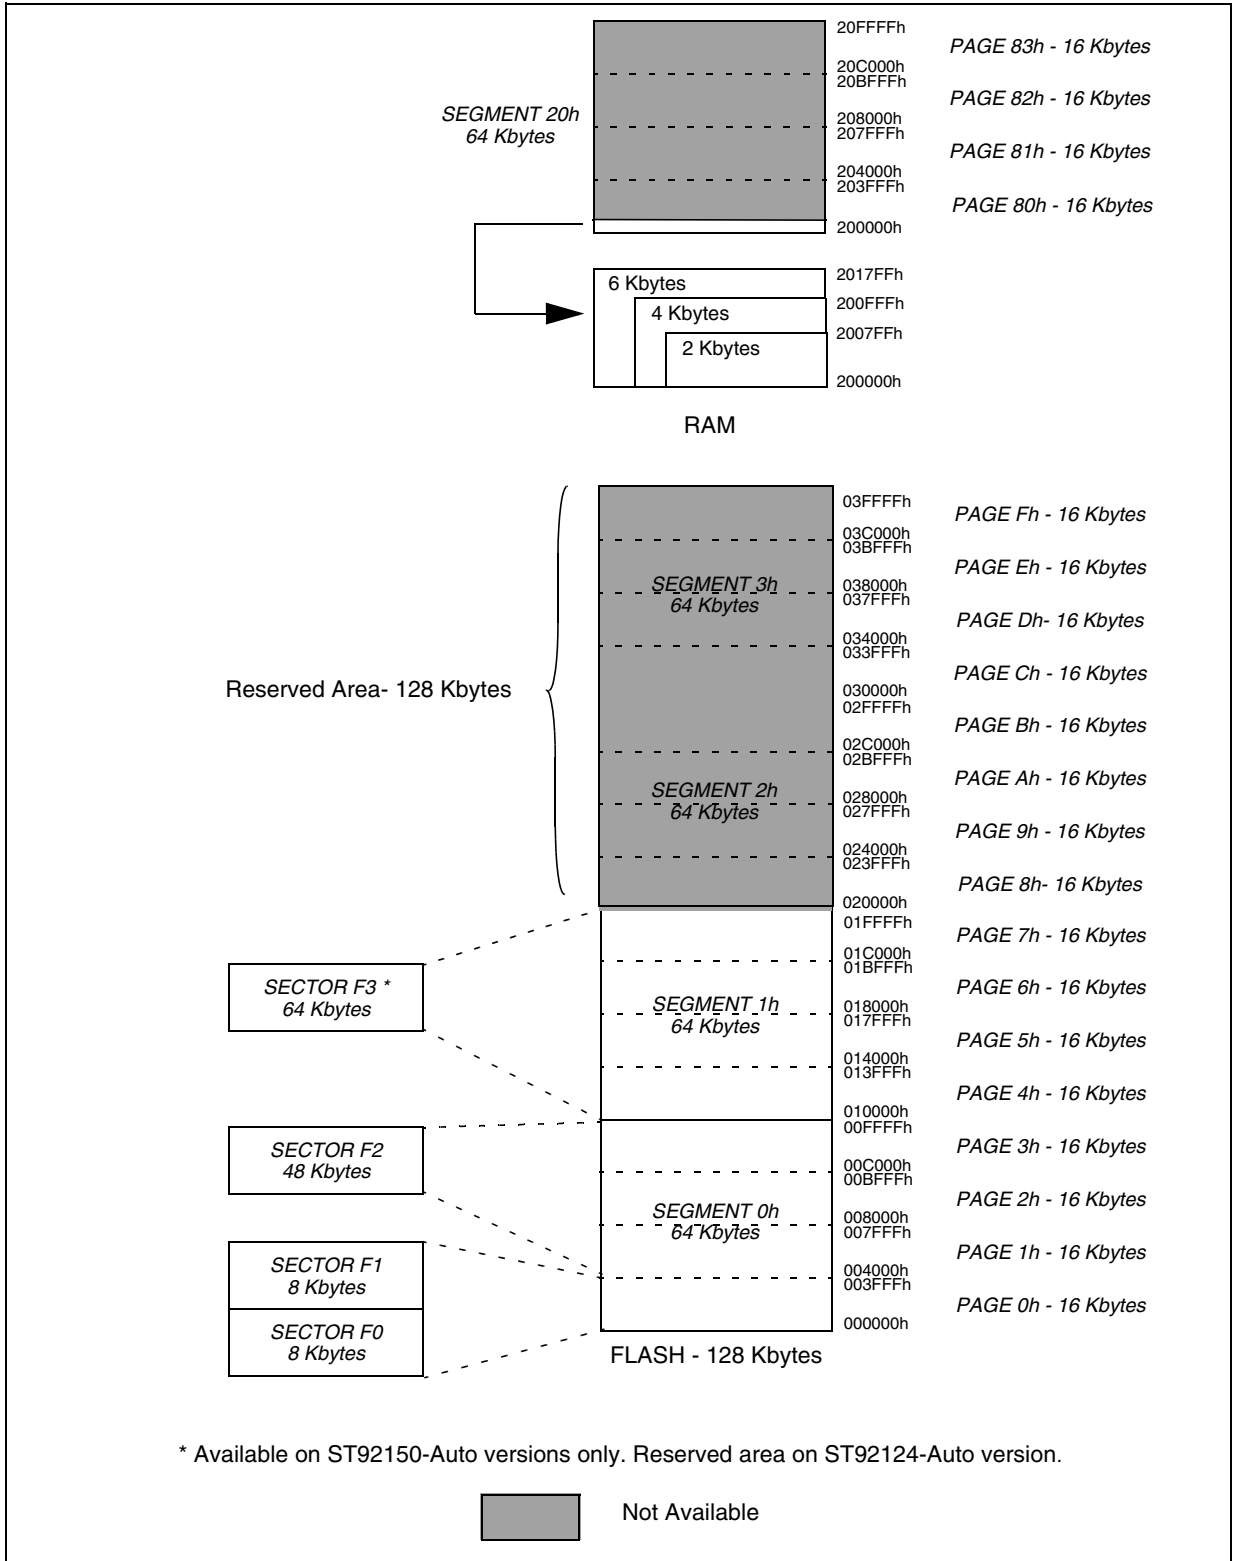 20FFFFh
PAGE 83h - 16 Kbytes
20C000h
20BFFFh
PAGE 82h - 16 Kbytes
SEGMENT 20h
64 Kbytes
208000h
207FFFh
PAGE 81h - 16 Kbytes
204000h
203FFFh
PAGE 80h - 16 Kbytes
200000h
6 Kbytes
2017FFh
4 Kbytes
200FFFh
2 Kbytes
2007FFh
200000h
RAM
03FFFFh
PAGE Fh - 16 Kbytes
03C000h
03BFFFh
PAGE Eh - 16 Kbytes
SEGMENT 3h
64 Kbytes
038000h
037FFFh
PAGE Dh- 16 Kbytes
034000h
033FFFh
PAGE Ch - 16 Kbytes
Reserved Area- 128 Kbytes
030000h
02FFFFh
PAGE Bh - 16 Kbytes
02C000h
02BFFFh
PAGE Ah - 16 Kbytes
SEGMENT 2h
64 Kbytes
028000h
027FFFh
PAGE 9h - 16 Kbytes
024000h
023FFFh
PAGE 8h- 16 Kbytes
020000h
01FFFFh
PAGE 7h - 16 Kbytes
01C000h
01BFFFh
SECTOR F3 *
64 Kbytes
PAGE 6h - 16 Kbytes
SEGMENT 1h
64 Kbytes
018000h
017FFFh
PAGE 5h - 16 Kbytes
014000h
013FFFh
PAGE 4h - 16 Kbytes
010000h
00FFFFh
SECTOR F2
48 Kbytes
PAGE 3h - 16 Kbytes
00C000h
00BFFFh
PAGE 2h - 16 Kbytes
SEGMENT 0h
64 Kbytes
008000h
007FFFh
PAGE 1h - 16 Kbytes
SECTOR F1
8 Kbytes
004000h
003FFFh
PAGE 0h - 16 Kbytes
SECTOR F0
8 Kbytes
000000h
FLASH - 128 Kbytes
* Available on ST92150-Auto versions only. Reserved area on ST92124-Auto version.
Not Available